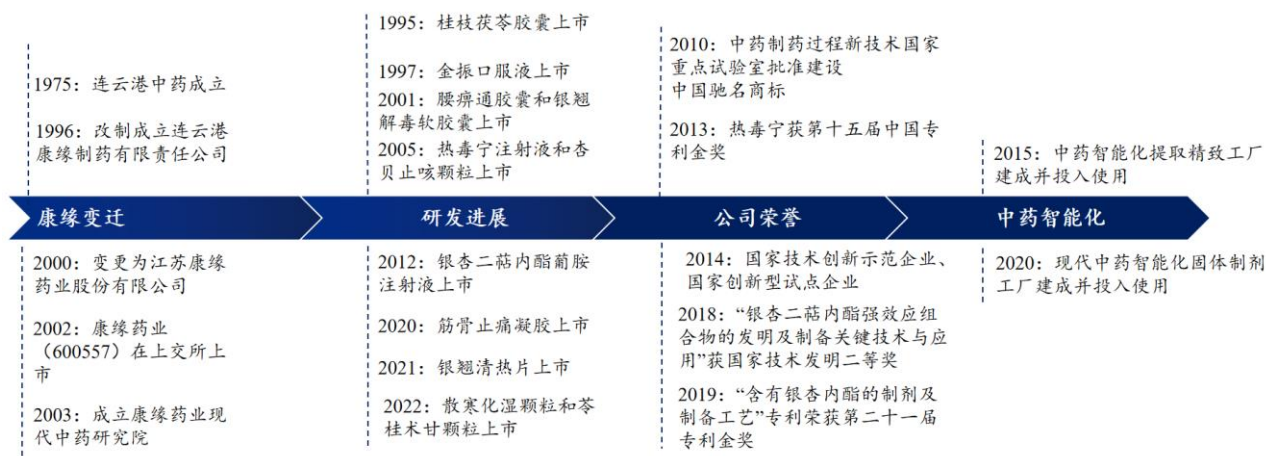 1975：连云港中药成立
1996：改制成立连云港
康缘制药有限责任公司
1995：桂枝茯苓胶囊上市
1997：金振口服液上市
2001：腰痹通胶囊和银翘
解毒软胶囊上市
2005：热毒宁注射液和杏
贝止咳颗粒上市
2010：中药制药过程新技术国家
重点试验室批准建设
中国驰名商标
2013：热毒宁获第十五届中国专
利金奖
2015：中药智能化提取精致工厂
建成并投入使用
康缘变迁
研发进展
公司荣誉
中药智能化
2000：变更为江苏康缘
药业股份有限公司
2002：康缘药业
（600557）在上交所上
市
2003：成立康缘药业现
代中药研究院
2012：银杏二萜内酯葡胺
注射液上市
2020：筋骨止痛凝胶上市
2021：银翘清热片上市
2022：散寒化湿颗粒和苓
桂术甘颗粒上市
2014：国家技术创新示范企业、
国家创新型试点企业
2018：“银杏二萜内酯强效应组
合物的发明及制备关键技术与应
用”获国家技术发明二等奖
2019：“含有银杏内酯的制剂及
制备工艺”专利荣获第二十一届
专利金奖
2020：现代中药智能化固体制剂
工厂建成并投入使用